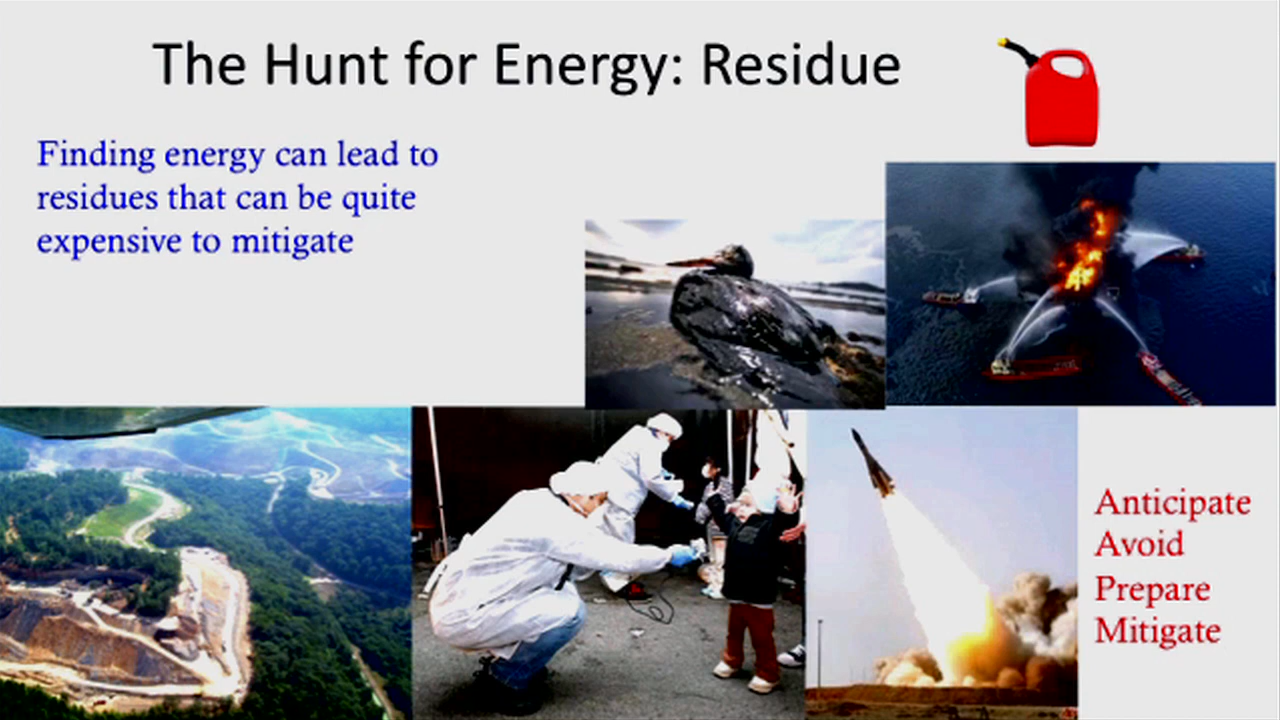 The Hunt for Energy: Residue
Finding energy can lead to
residues that can be quite
expensive to mitigate
Anticipate
Avoid
Prepare
Mitigate